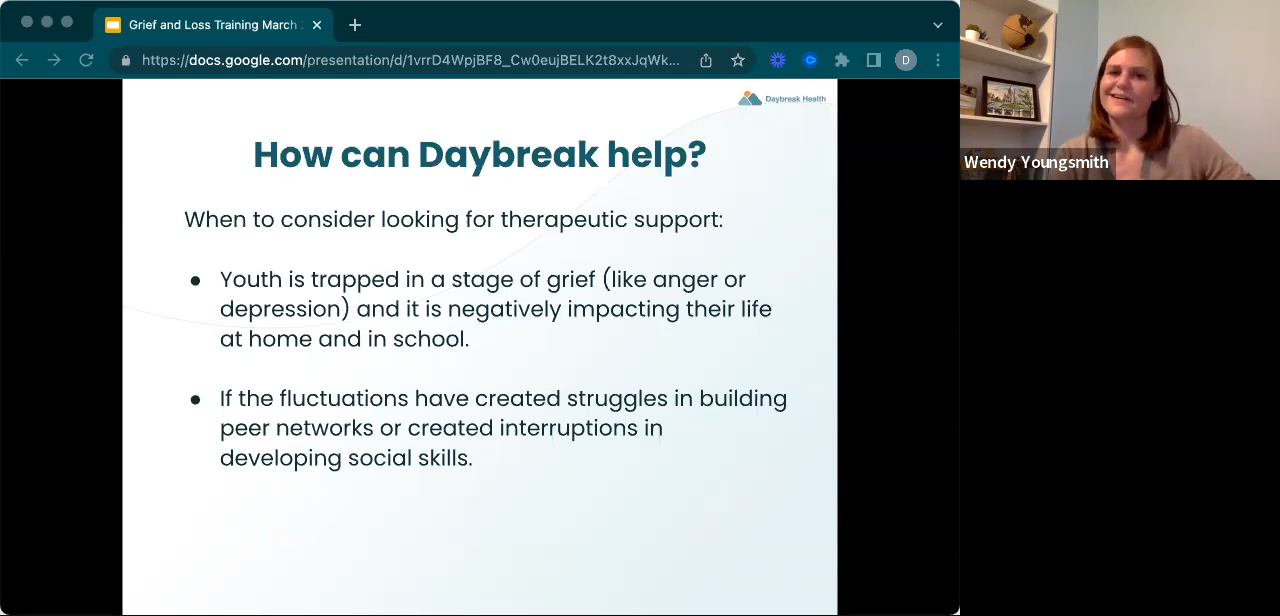 Grief and Loss Training March
https://docs.google.com/presentation/d/1vrrD4WpjBF8_Cw0eujBELK2t8xxJqWk...
D
Daybreak Health
How can Daybreak help?
When to consider looking for therapeutic support:
● Youth is trapped in a stage of grief (like anger or
depression) and it is negatively impacting their life
at home and in school.
● If the fluctuations have created struggles in building
peer networks or created interruptions in
developing social skills.
Wendy Youngsmith